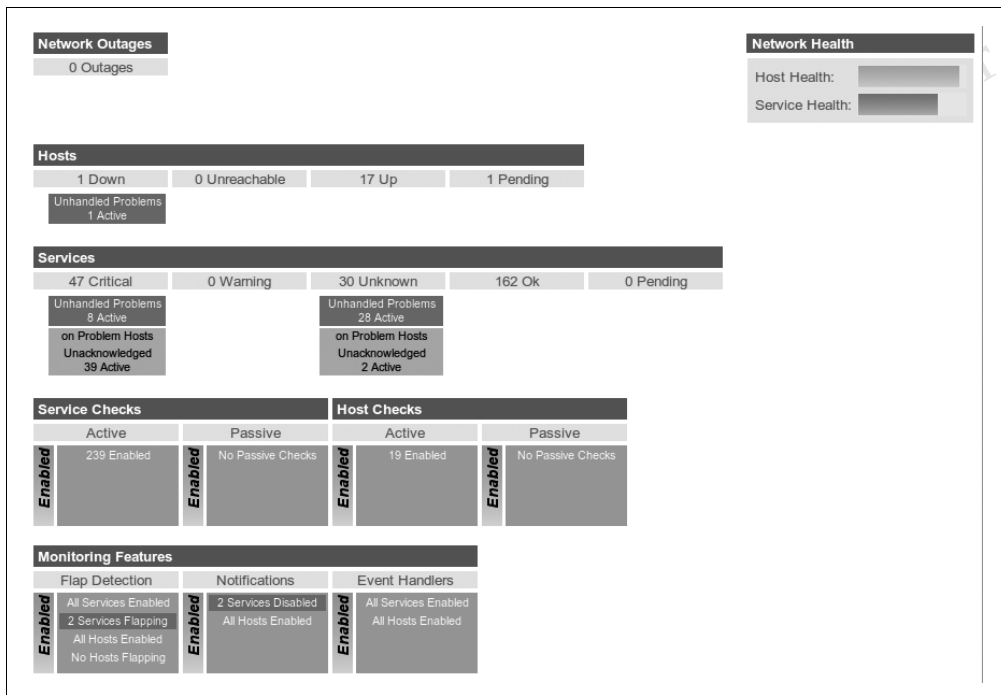 Network Outages
0 Outages
Network Health
Host Health:
Service Health:
Hosts
1 Down 0 Unreachable 17 Up 1 Pending
Unhandled Problems
1 Active
Services
47 Critical 0 Warning 30 Unknown 162 Ok 0 Pending
Unhandled Problems
8 Active
on Problem Hosts
Unacknowledged
39 Active
Unhandled Problems
28 Active
on Problem Hosts
Unacknowledged
2 Active
Service Checks
Active Passive
Enabled
239 Enabled
Enabled
No Passive Checks
Host Checks
Active Passive
Enabled
19 Enabled
Enabled
No Passive Checks
Monitoring Features
Flap Detection Notifications Event Handlers
Enabled
All Services Enabled
2 Services Flapping
All Hosts Enabled
No Hosts Flapping
Enabled
2 Services Disabled
All Hosts Enabled
Enabled
All Services Enabled
All Hosts Enabled